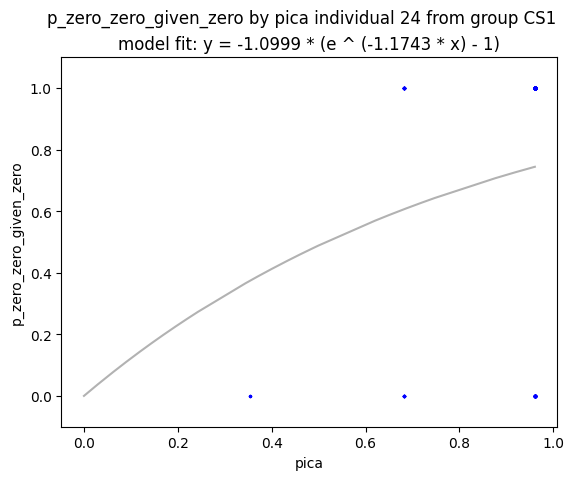 p_zero_zero_given_zero by pica individual 24 from group CS1
model fit: y = -1.0999 * (e ^ (-1.1743 * x) - 1)
1.0
0.8
0.6
0.4
0.2
0.0
p_zero_zero_given_zero
0.0 0.2 0.4 0.6 0.8 1.0
pica